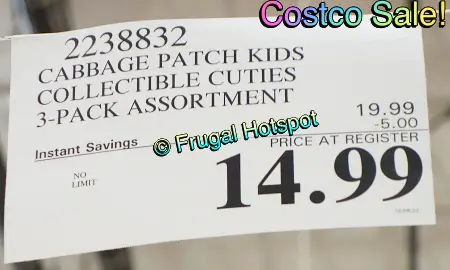 Costco Sale!
2238832
CABBAGE PATCH KIDS
COLLECTIBLE CUTIES
3-PACK ASSORTMENT
19.99
Instant Savings
-5.00
© Frugal Hotspot
PRICE AT REGISTER
NO
LIMIT
14.99